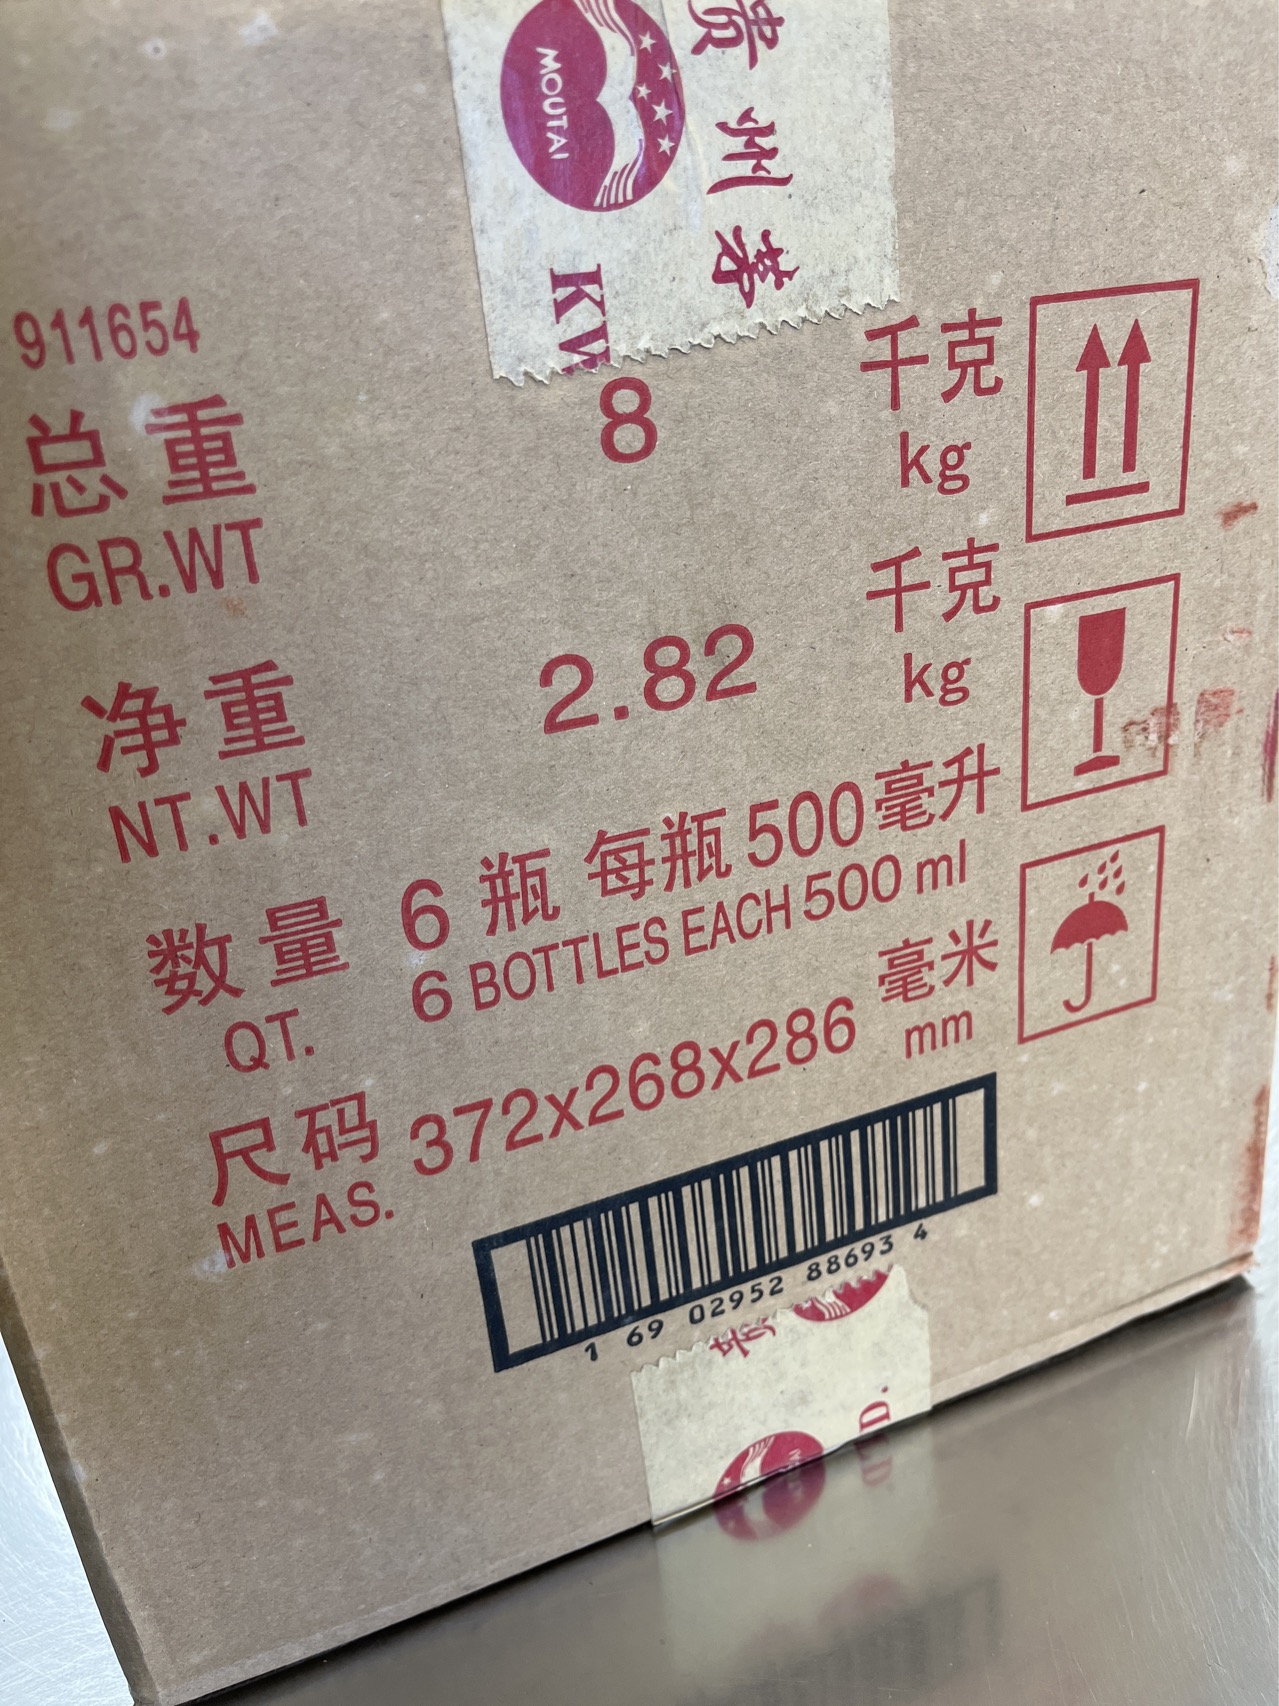 MOUTAI
贵州茅
KW
911654
总重 8 千克
GR.WT kg
净重 2.82 千克
NT.WT kg
数量 6 瓶 每瓶 500 毫升
QT. 6 BOTTLES EACH 500 ml
尺码 372x268x286 毫米
MEAS. mm
1 69 02952 88693 4
D.